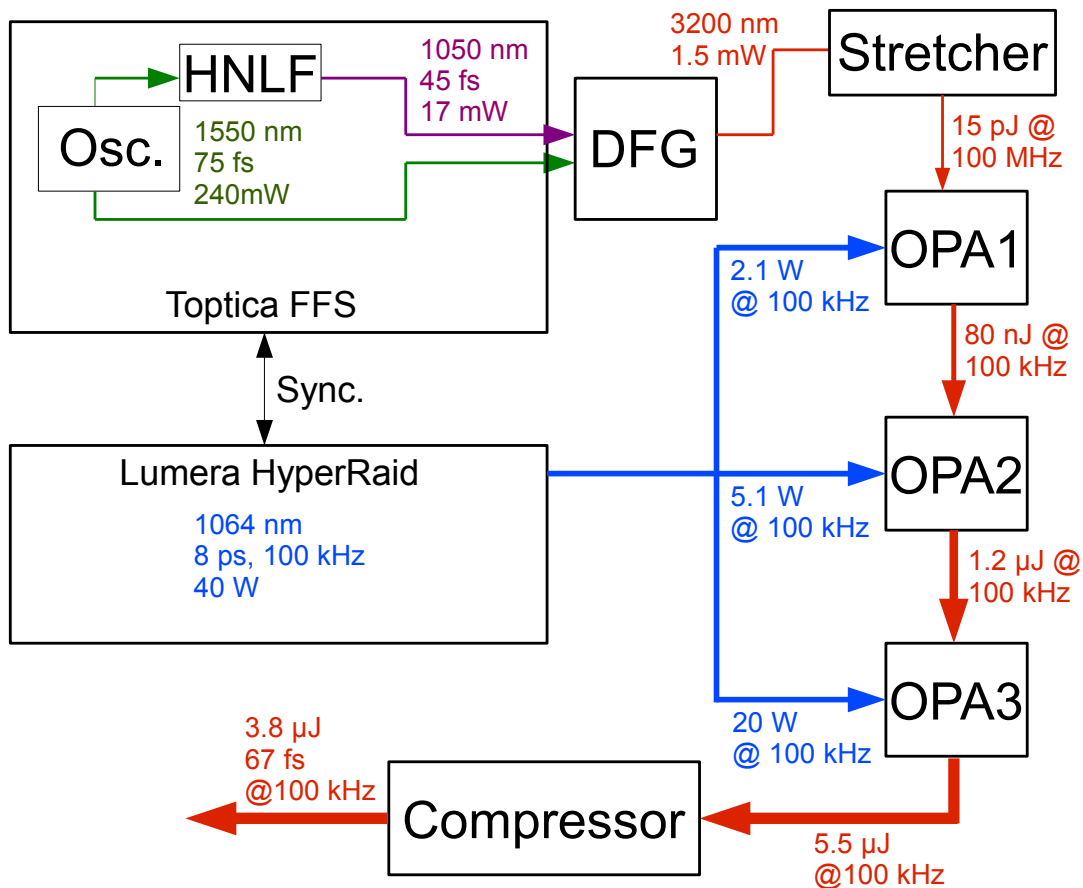 HNLF
Osc.
1550 nm
75 fs
240mW
1050 nm
45 fs
17 mW
Toptica FFS
DFG
3200 nm
1.5 mW
Stretcher
15 pJ @
100 MHz
OPA1
2.1 W
@ 100 kHz
80 nJ @
100 kHz
Sync.
Lumera HyperRaid
1064 nm
8 ps, 100 kHz
40 W
OPA2
5.1 W
@ 100 kHz
1.2 µJ @
100 kHz
OPA3
20 W
@ 100 kHz
5.5 µJ
@100 kHz
Compressor
3.8 µJ
67 fs
@100 kHz